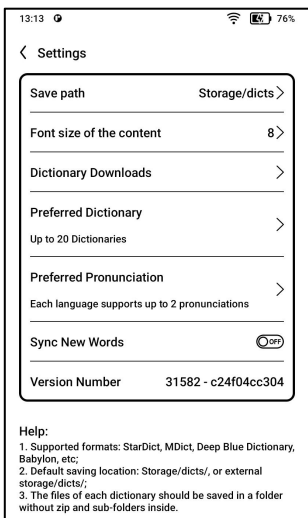 13:13 76%
Settings
Save path Storage/dicts
Font size of the content 8
Dictionary Downloads
Preferred Dictionary
Up to 20 Dictionaries
Preferred Pronunciation
Each language supports up to 2 pronunciations
Sync New Words OFF
Version Number 31582 - c24f04cc304
Help:
1. Supported formats: StarDict, MDict, Deep Blue Dictionary,
Babylon, etc;
2. Default saving location: Storage/dicts/, or external
storage/dicts/;
3. The files of each dictionary should be saved in a folder
without zip and sub-folders inside.